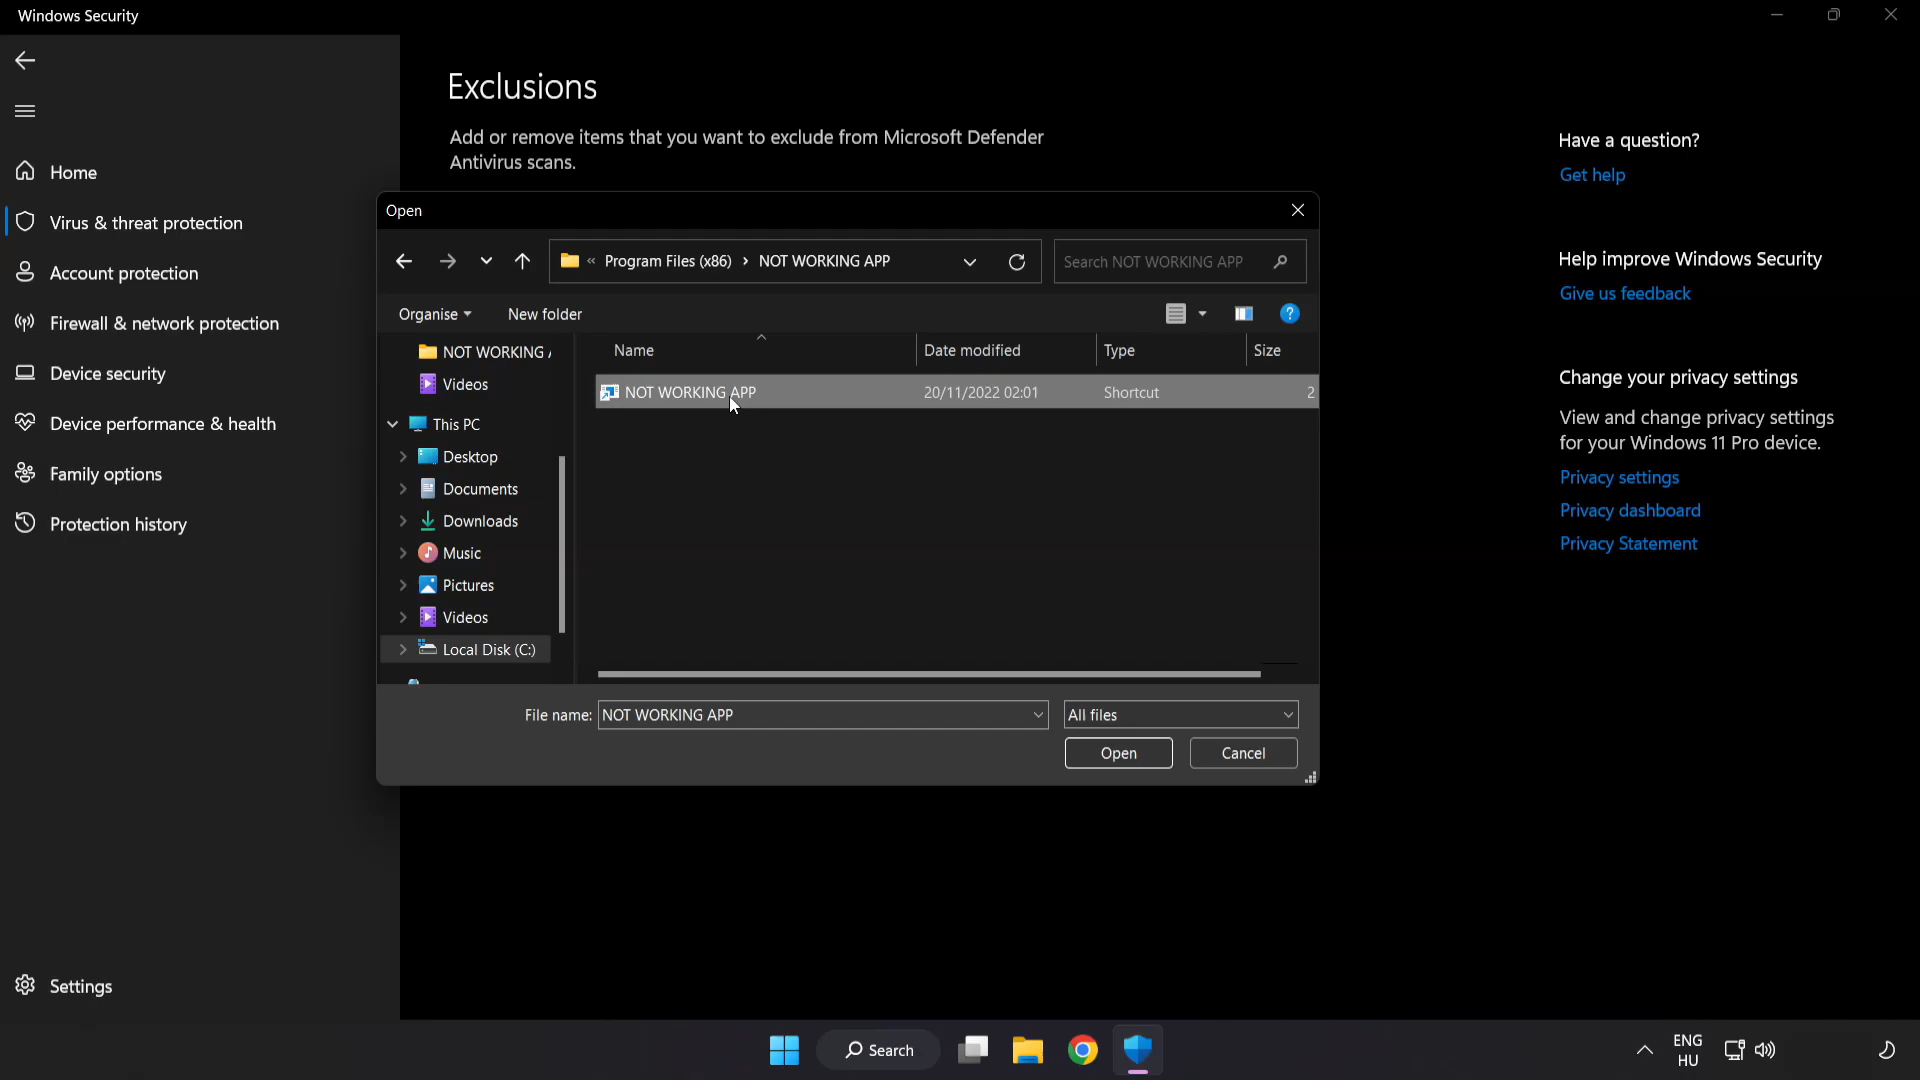 Windows Security
Exclusions
Add or remove items that you want to exclude from Microsoft Defender
Antivirus scans.
Home
Virus & threat protection
Account protection
Firewall & network protection
Device security
Device performance & health
Family options
Protection history
Settings
Open
« Program Files (x86) › NOT WORKING APP
Search NOT WORKING APP
Organise
New folder
?
NOT WORKING A
Videos
This PC
Desktop
Documents
Downloads
Music
Pictures
Videos
Local Disk (C:)
Name
Date modified
Type
Size
NOT WORKING APP
20/11/2022 02:01
Shortcut
2
File name:
NOT WORKING APP
All files
Open
Cancel
Have a question?
Get help
Help improve Windows Security
Give us feedback
Change your privacy settings
View and change privacy settings
for your Windows 11 Pro device.
Privacy settings
Privacy dashboard
Privacy Statement
Search
ENG
HU